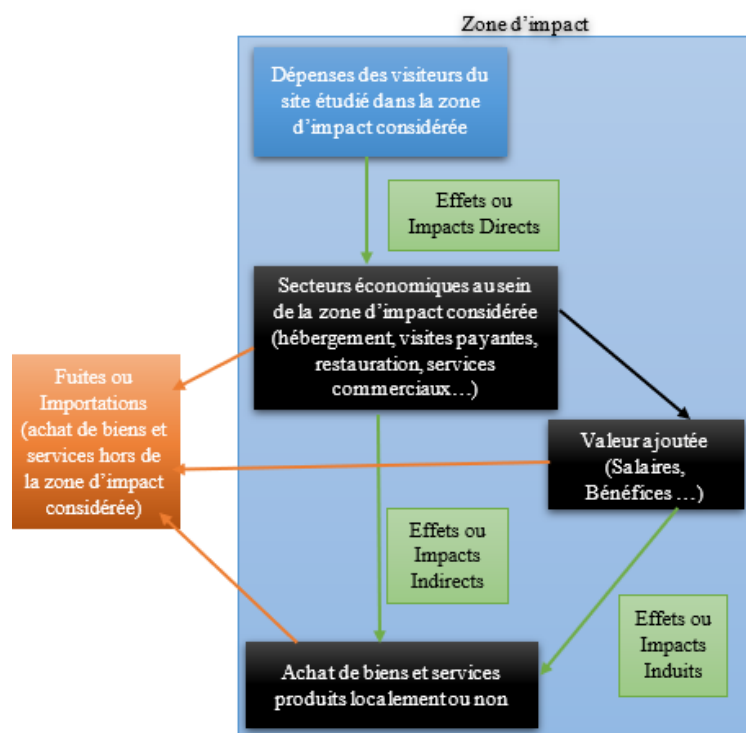 Zone d’impact
Dépenses des visiteurs du
site étudié dans la zone
d’impact considérée
Effets ou
Impacts Directs
Secteurs économiques au sein
de la zone d’impact considérée
(hébergement, visites payantes,
restauration, services
commerciaux…)
Fuites ou
Importations
(achat de biens et
services hors de
la zone d’impact
considérée)
Valeur ajoutée
(Salaires,
Bénéfices …)
Effets ou
Impacts
Indirects
Effets ou
Impacts
Induits
Achat de biens et services
produits localement ou non